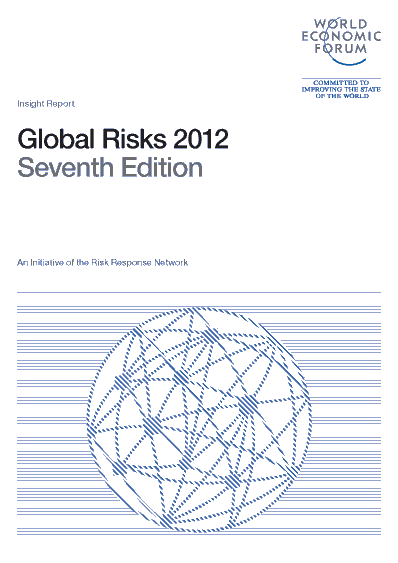 WORLD
ECONOMIC
FORUM
COMMITTED TO
IMPROVING THE STATE
OF THE WORLD
Insight Report
Global Risks 2012
Seventh Edition
An Initiative of the Risk Response Network